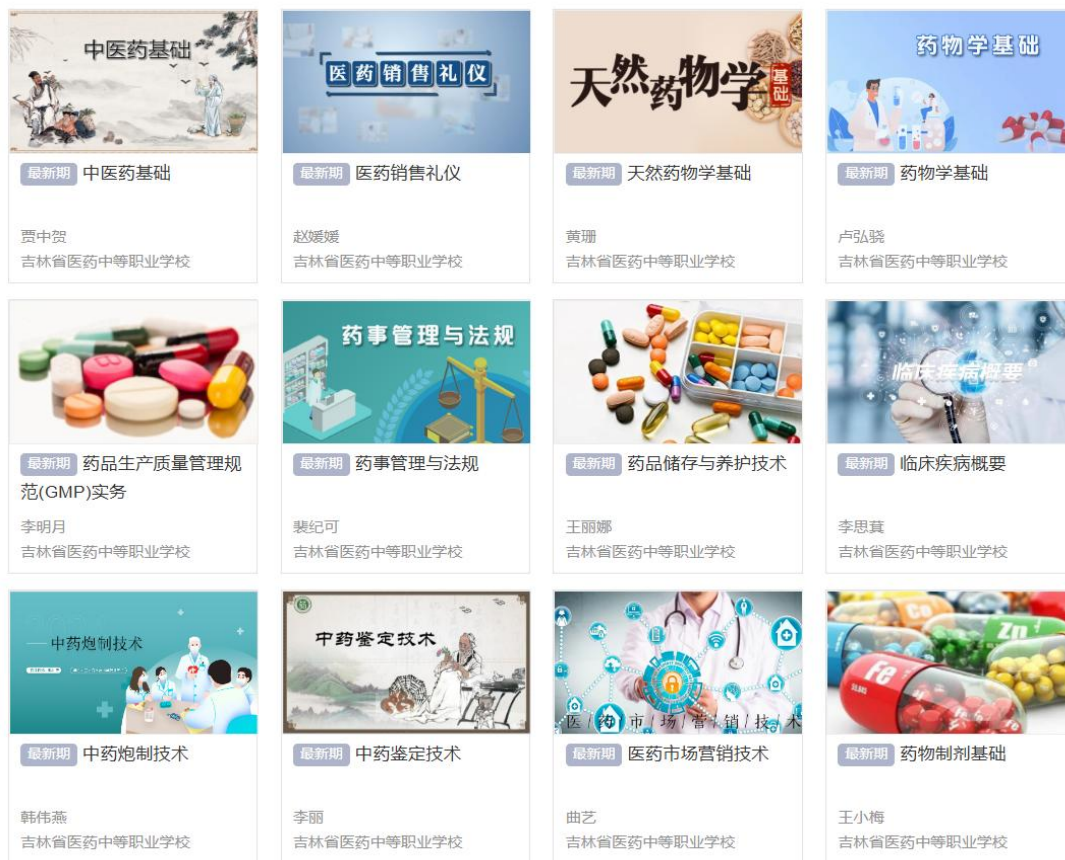 中医药基础
医药销售礼仪
天然药物学
基础
药物学基础
最新期 中医药基础
最新期 医药销售礼仪
最新期 天然药物学基础
最新期 药物学基础
贾中贺
赵媛媛
黄珊
卢弘骁
吉林省医药中等职业学校
吉林省医药中等职业学校
吉林省医药中等职业学校
吉林省医药中等职业学校
药事管理与法规
临床疾病概要
最新期 药品生产质量管理规
范(GMP)实务
最新期 药事管理与法规
最新期 药品储存与养护技术
最新期 临床疾病概要
李明月
裴纪可
王丽娜
李思萁
吉林省医药中等职业学校
吉林省医药中等职业学校
吉林省医药中等职业学校
吉林省医药中等职业学校
中药炮制技术
中药鉴定技术
医/药/市/场/营/销/技/术
Co
Zn
Fe
最新期 中药炮制技术
最新期 中药鉴定技术
最新期 医药市场营销技术
最新期 药物制剂基础
韩伟燕
李丽
曲艺
王小梅
吉林省医药中等职业学校
吉林省医药中等职业学校
吉林省医药中等职业学校
吉林省医药中等职业学校